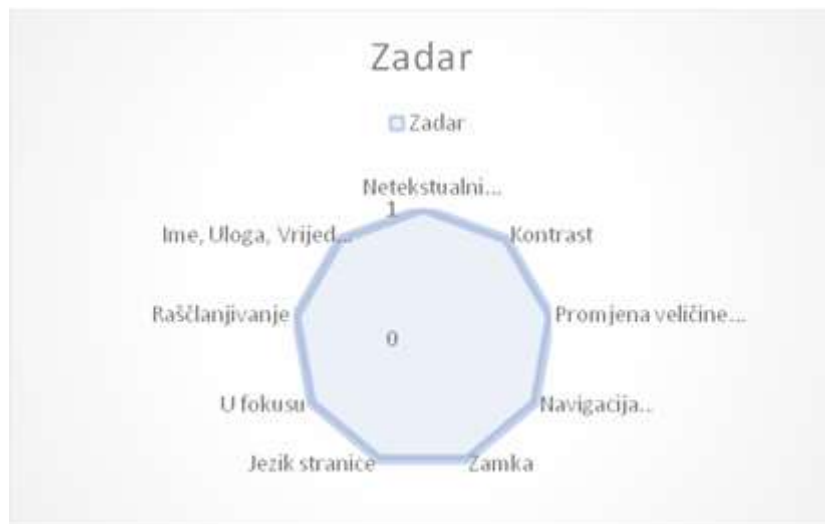 Zadar
Zadar
Netekstualni...
1
Ime, Uloga, Vrijed...
Kontrast
Raščlanjivanje
Promjena veličine...
0
U fokusu
Navigacija...
Jezik stranice
Zamka